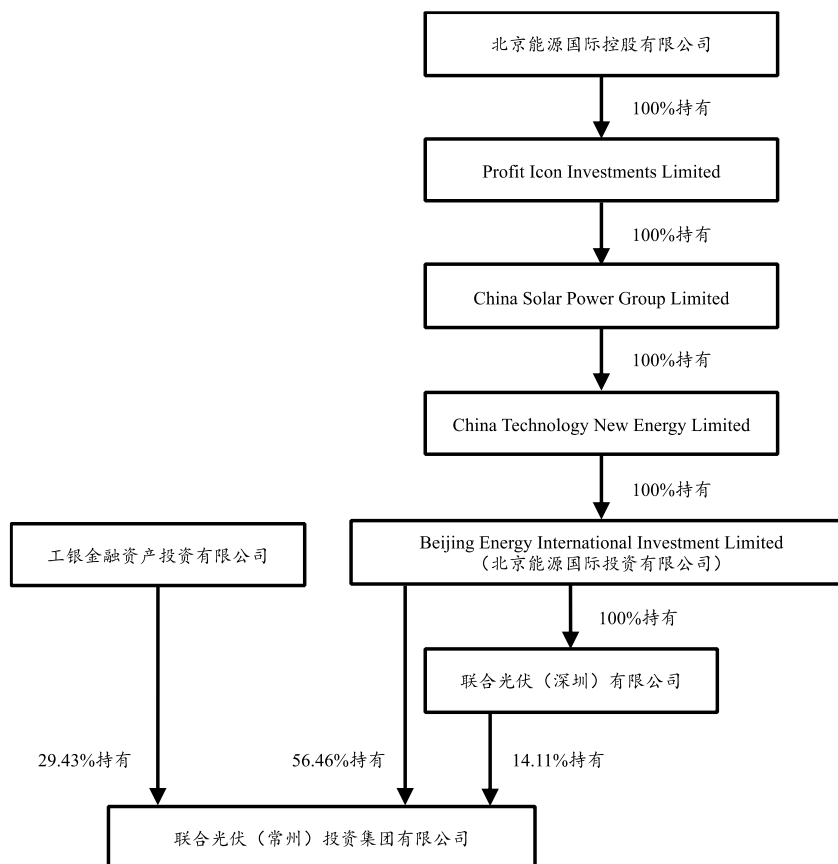 北京能源国际控股有限公司
100%持有
Profit Icon Investments Limited
100%持有
China Solar Power Group Limited
100%持有
China Technology New Energy Limited
100%持有
工银金融资产投资有限公司
Beijing Energy International Investment Limited
（北京能源国际投资有限公司）
100%持有
联合光伏（深圳）有限公司
29.43%持有
56.46%持有
14.11%持有
联合光伏（常州）投资集团有限公司